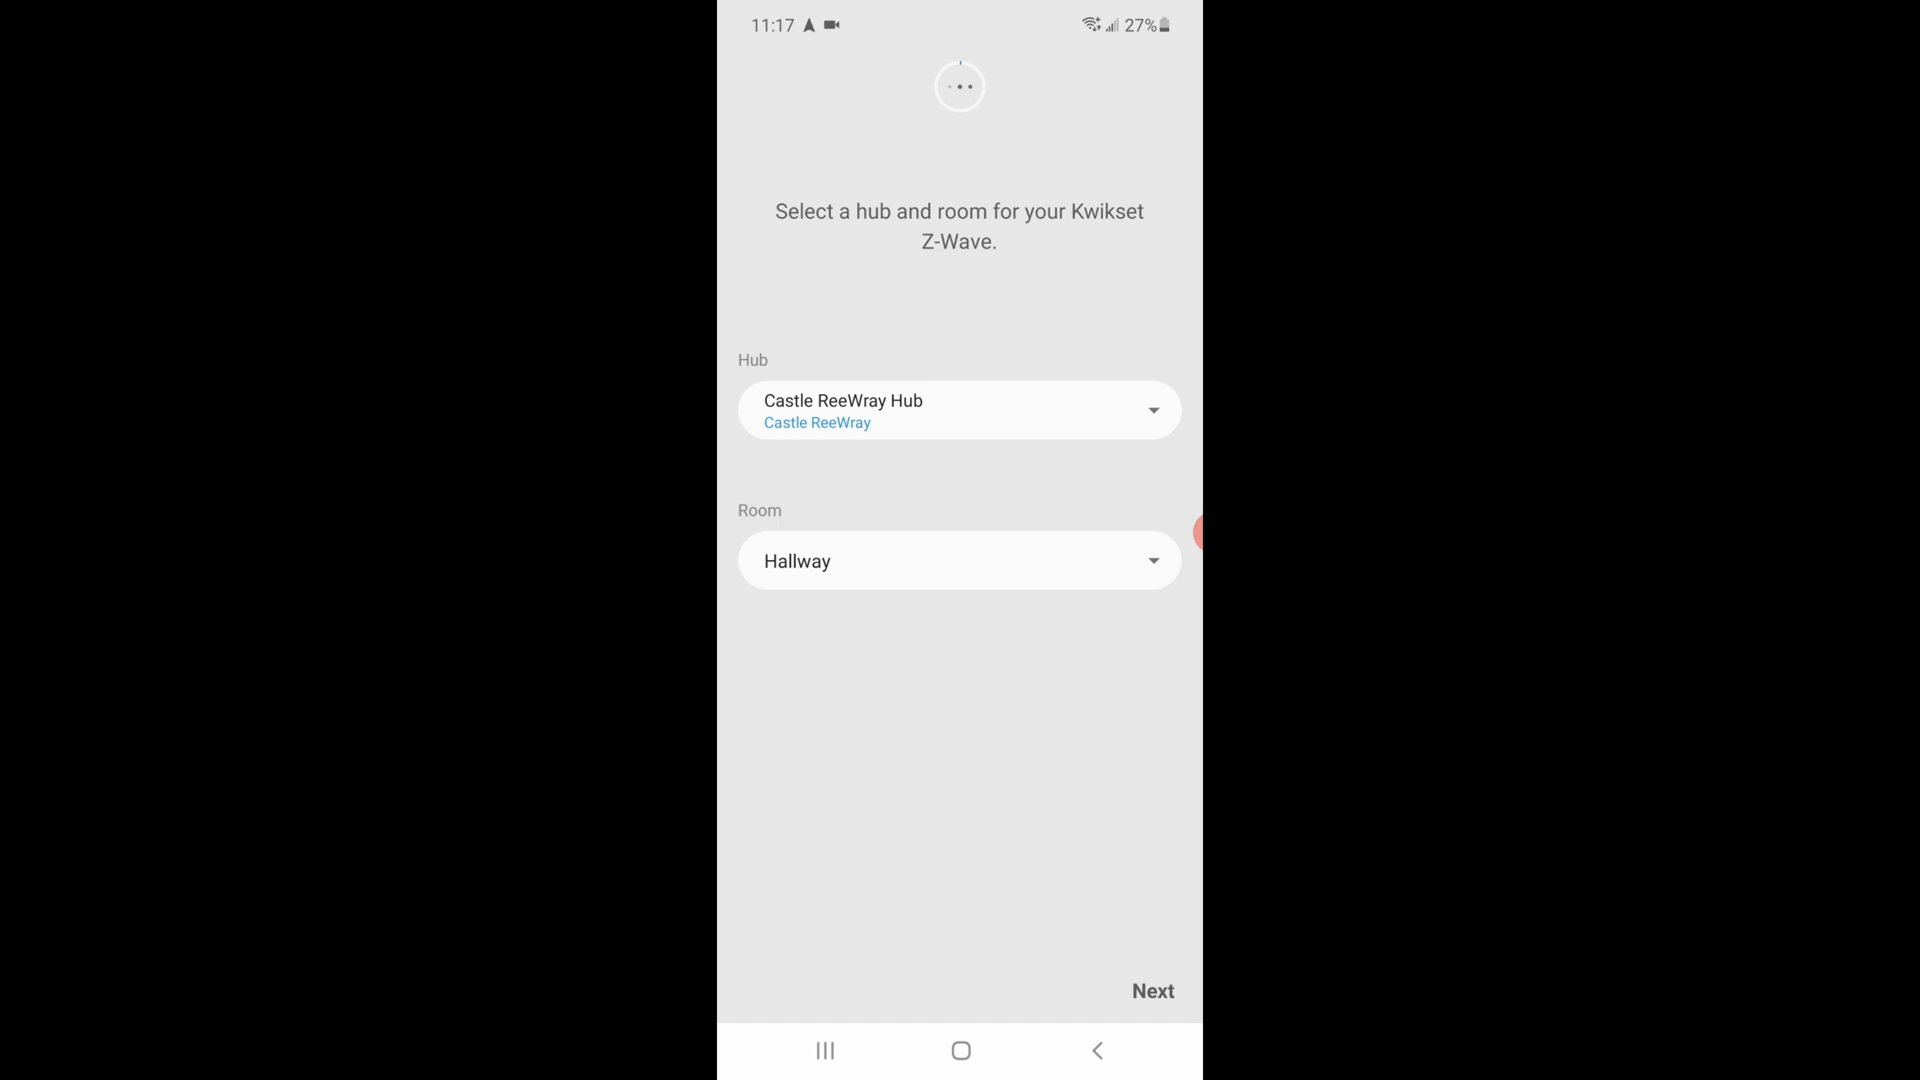 11:17 27%
Select a hub and room for your Kwikset
Z-Wave.
Hub
Castle ReeWray Hub
Castle ReeWray
Room
Hallway
Next